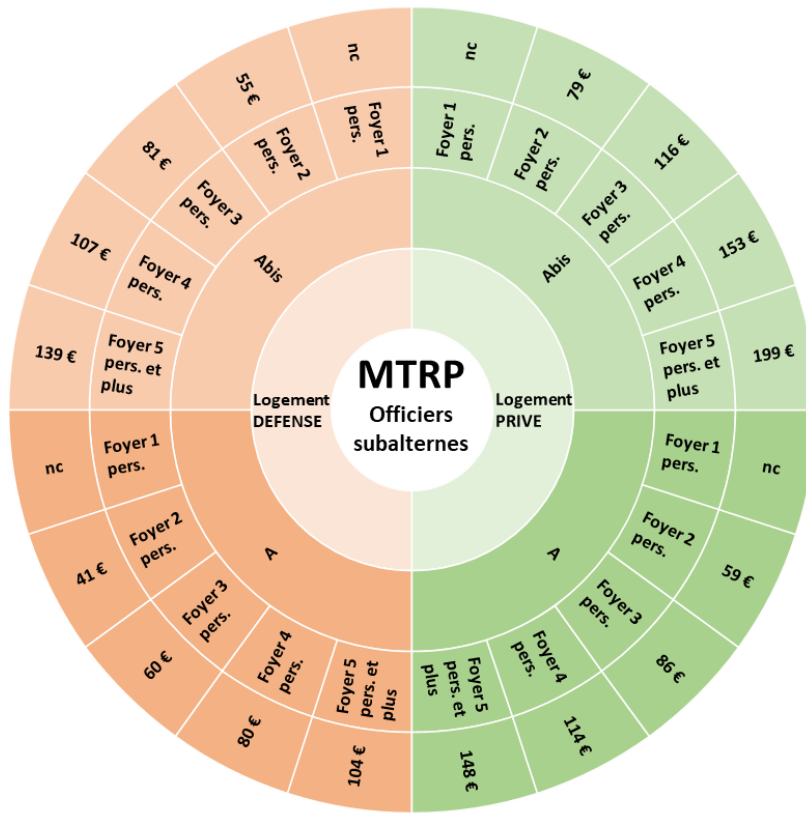 MTRP
Officiers
subalternes
Logement
PRIVE
Abis
Foyer 1
pers.
nc
Foyer 2
pers.
79 €
Foyer 3
pers.
116 €
Foyer 4
pers.
153 €
Foyer 5
pers. et
plus
199 €
A
Foyer 1
pers.
nc
Foyer 2
pers.
59 €
Foyer 3
pers.
86 €
Foyer 4
pers.
114 €
Foyer 5
pers. et
plus
148 €
Logement
DEFENSE
A
Foyer 5
pers. et
plus
104 €
Foyer 4
pers.
80 €
Foyer 3
pers.
60 €
Foyer 2
pers.
41 €
Foyer 1
pers.
nc
Abis
Foyer 5
pers. et
plus
139 €
Foyer 4
pers.
107 €
Foyer 3
pers.
81 €
Foyer 2
pers.
55 €
Foyer 1
pers.
nc